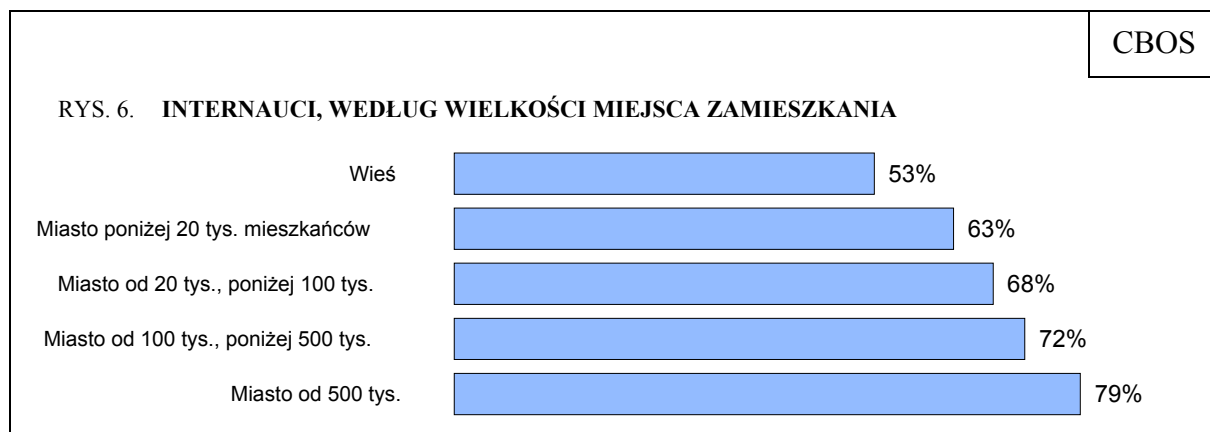 CBOS
RYS. 6. INTERNAUCI, WEDŁUG WIELKOŚCI MIEJSCA ZAMIESZKANIA
Wieś 53%
Miasto poniżej 20 tys. mieszkańców 63%
Miasto od 20 tys., poniżej 100 tys. 68%
Miasto od 100 tys., poniżej 500 tys. 72%
Miasto od 500 tys. 79%